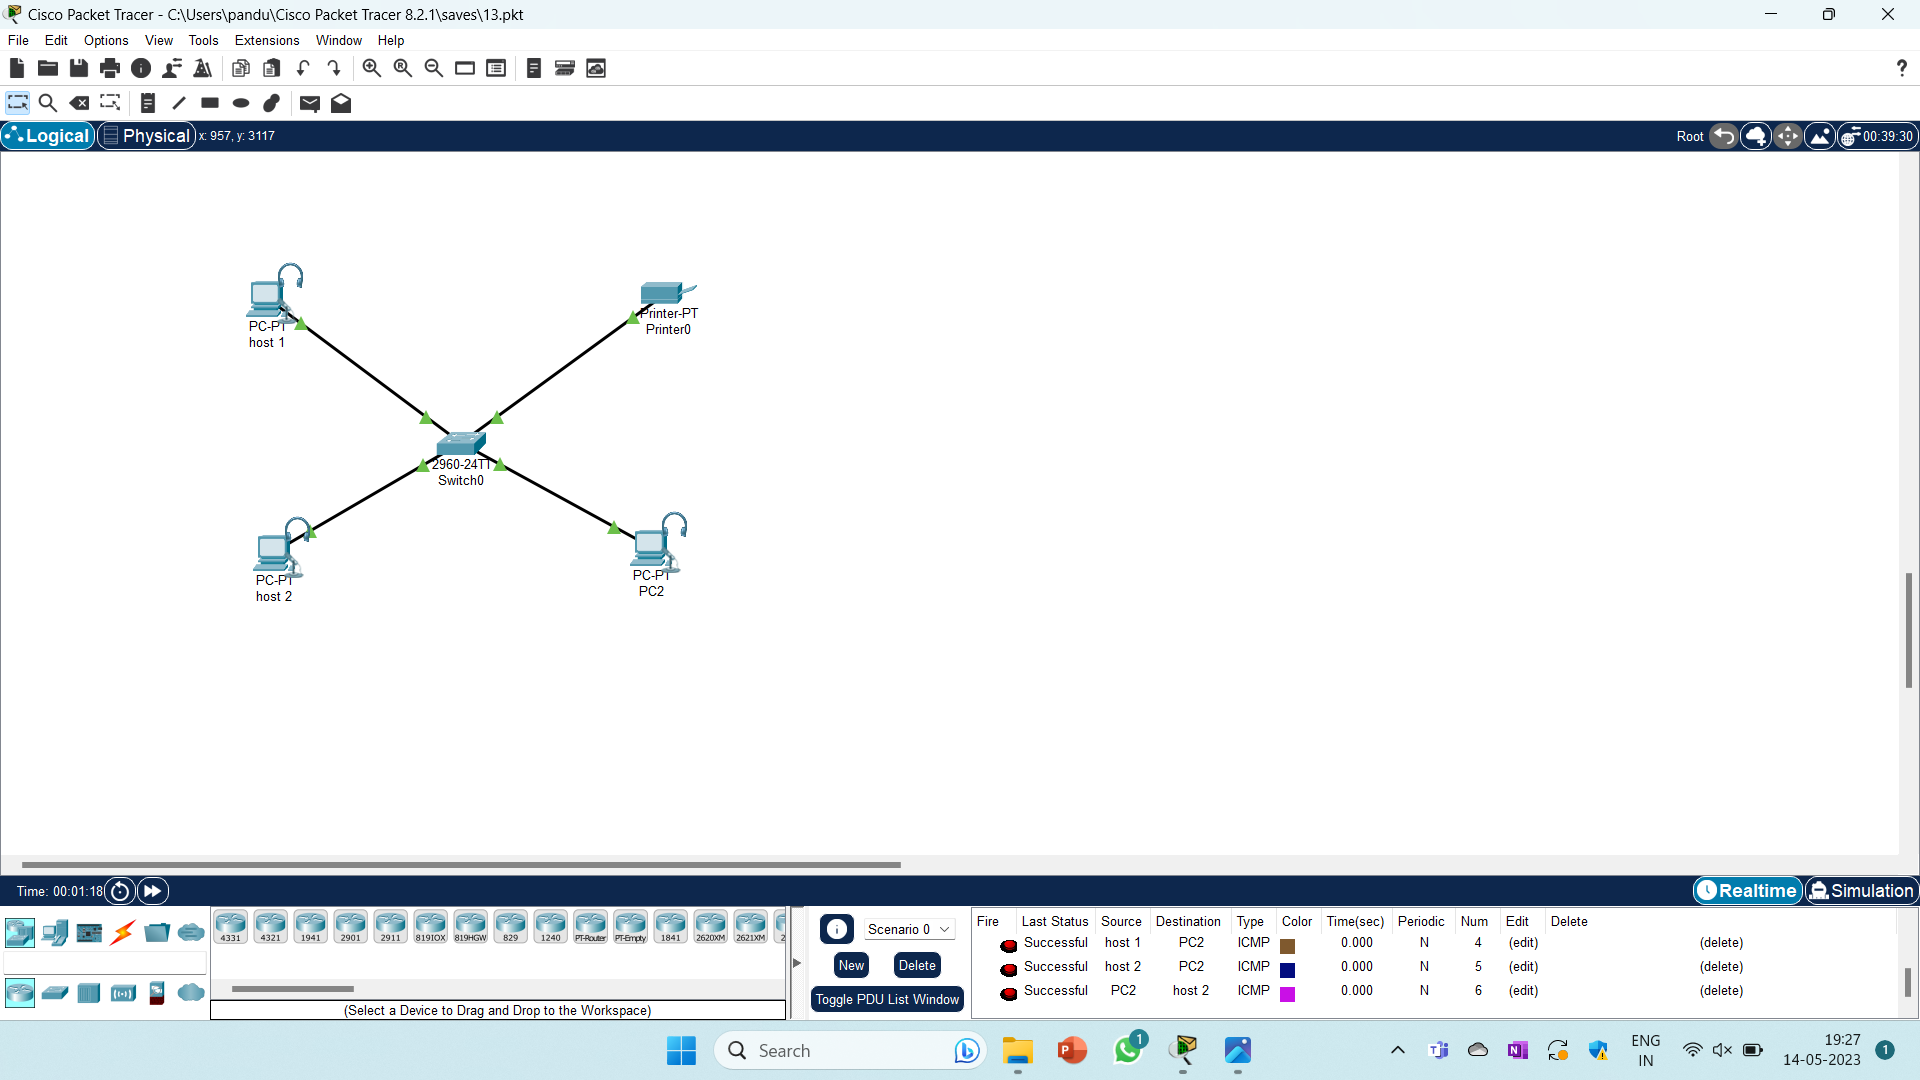 Cisco Packet Tracer - C:\Users\pandu\Cisco Packet Tracer 8.2.1\saves\13.pkt
File Edit Options View Tools Extensions Window Help
?
Logical Physical x: 957, y: 3117 Root 00:39:30
PC-PT
host 1
Printer-PT
Printer0
2960-24TT
Switch0
PC-PT
host 2
PC-PT
PC2
Time: 00:01:18 Realtime Simulation
4331 4321 1941 2901 2911 819IOX 819HGW 829 1240 PT-Router PT-Empty 1841 2620XM 2621XM
(Select a Device to Drag and Drop to the Workspace)
Scenario 0
New Delete
Toggle PDU List Window
Fire Last Status Source Destination Type Color Time(sec) Periodic Num Edit Delete
Successful host 1 PC2 ICMP 0.000 N 4 (edit) (delete)
Successful host 2 PC2 ICMP 0.000 N 5 (edit) (delete)
Successful PC2 host 2 ICMP 0.000 N 6 (edit) (delete)
Search
1
ENG
IN
19:27
14-05-2023
1